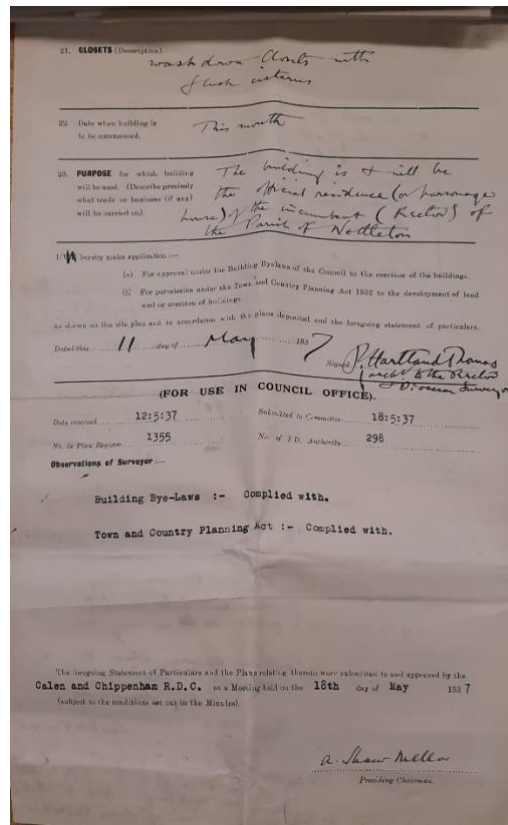 21. CLOSETS (Description).
wash down Closets with
flush cisterns
22. Date when building is
to be commenced.
This month
23. PURPOSE for which building
will be used. (Describe precisely
what trade or business (if any)
will be carried on).
The building is & will be
the official residence (or parsonage
house) of the incumbent (Rector) of
the Parish of Nettleton
I/W hereby make application :—
(a) For approval under the Building Byelaws of the Council to the erection of the buildings.
(b) For permission under the Town and Country Planning Act 1932 to the development of land
and or erection of buildings.
as shown on the site plan and in accordance with the plans deposited and the foregoing statement of particulars.
Dated this 11 day of May 1937
Signed P. Hartland Thomas
(arch. to the Rector
& Diocesan Surveyor
(FOR USE IN COUNCIL OFFICE).
Date received 12:5:37 Submitted to Committee 18:5:37
No. in Plan Register 1355 No. of I.D. Authority 298
Observations of Surveyor :—
Building Bye-Laws :- Complied with.
Town and Country Planning Act :- Complied with.
The foregoing Statement of Particulars and the Plans relating thereto were submitted to and approved by the
Calen and Chippenham R.D.C. at a Meeting held on the 18th day of May 1937
(subject to the conditions set out in the Minutes).
A. Shaw Mellor
Presiding Chairman.